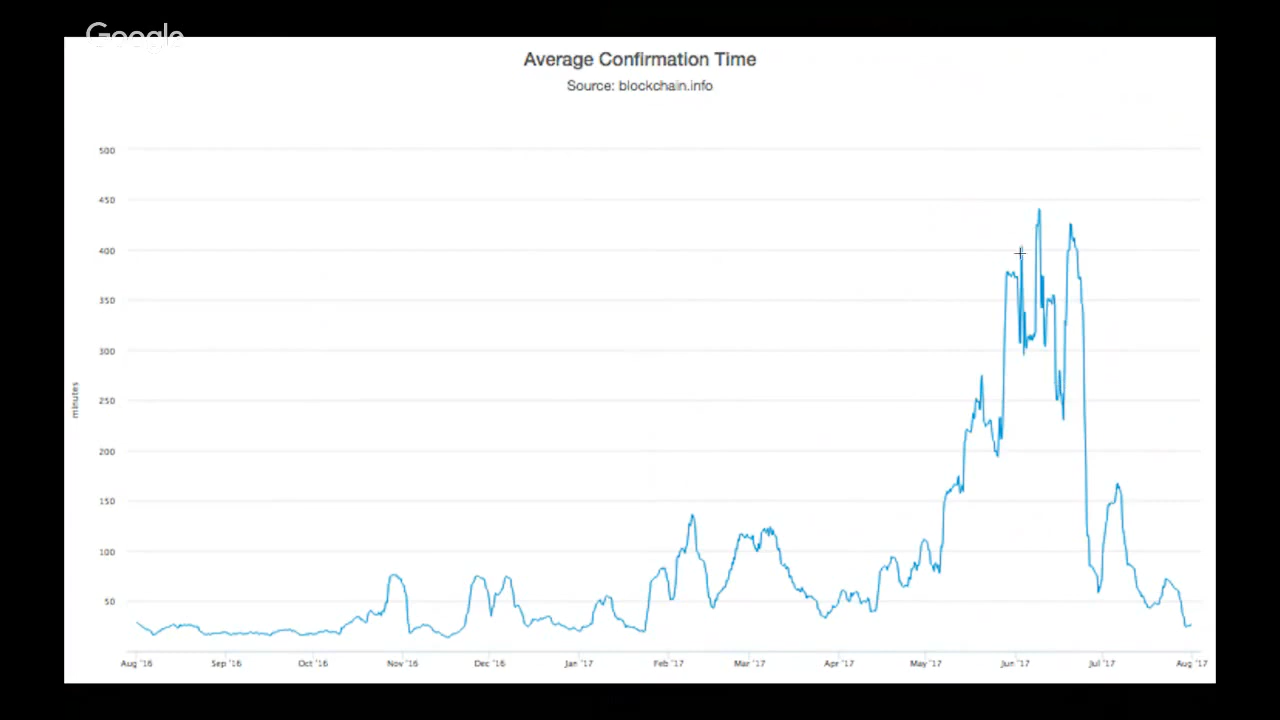 Google
Average Confirmation Time
Source: blockchain.info
500
450
400
350
300
250
200
150
100
50
minutes
Aug '16 Sep '16 Oct '16 Nov '16 Dec '16 Jan '17 Feb '17 Mar '17 Apr '17 May '17 Jun '17 Jul '17 Aug '17